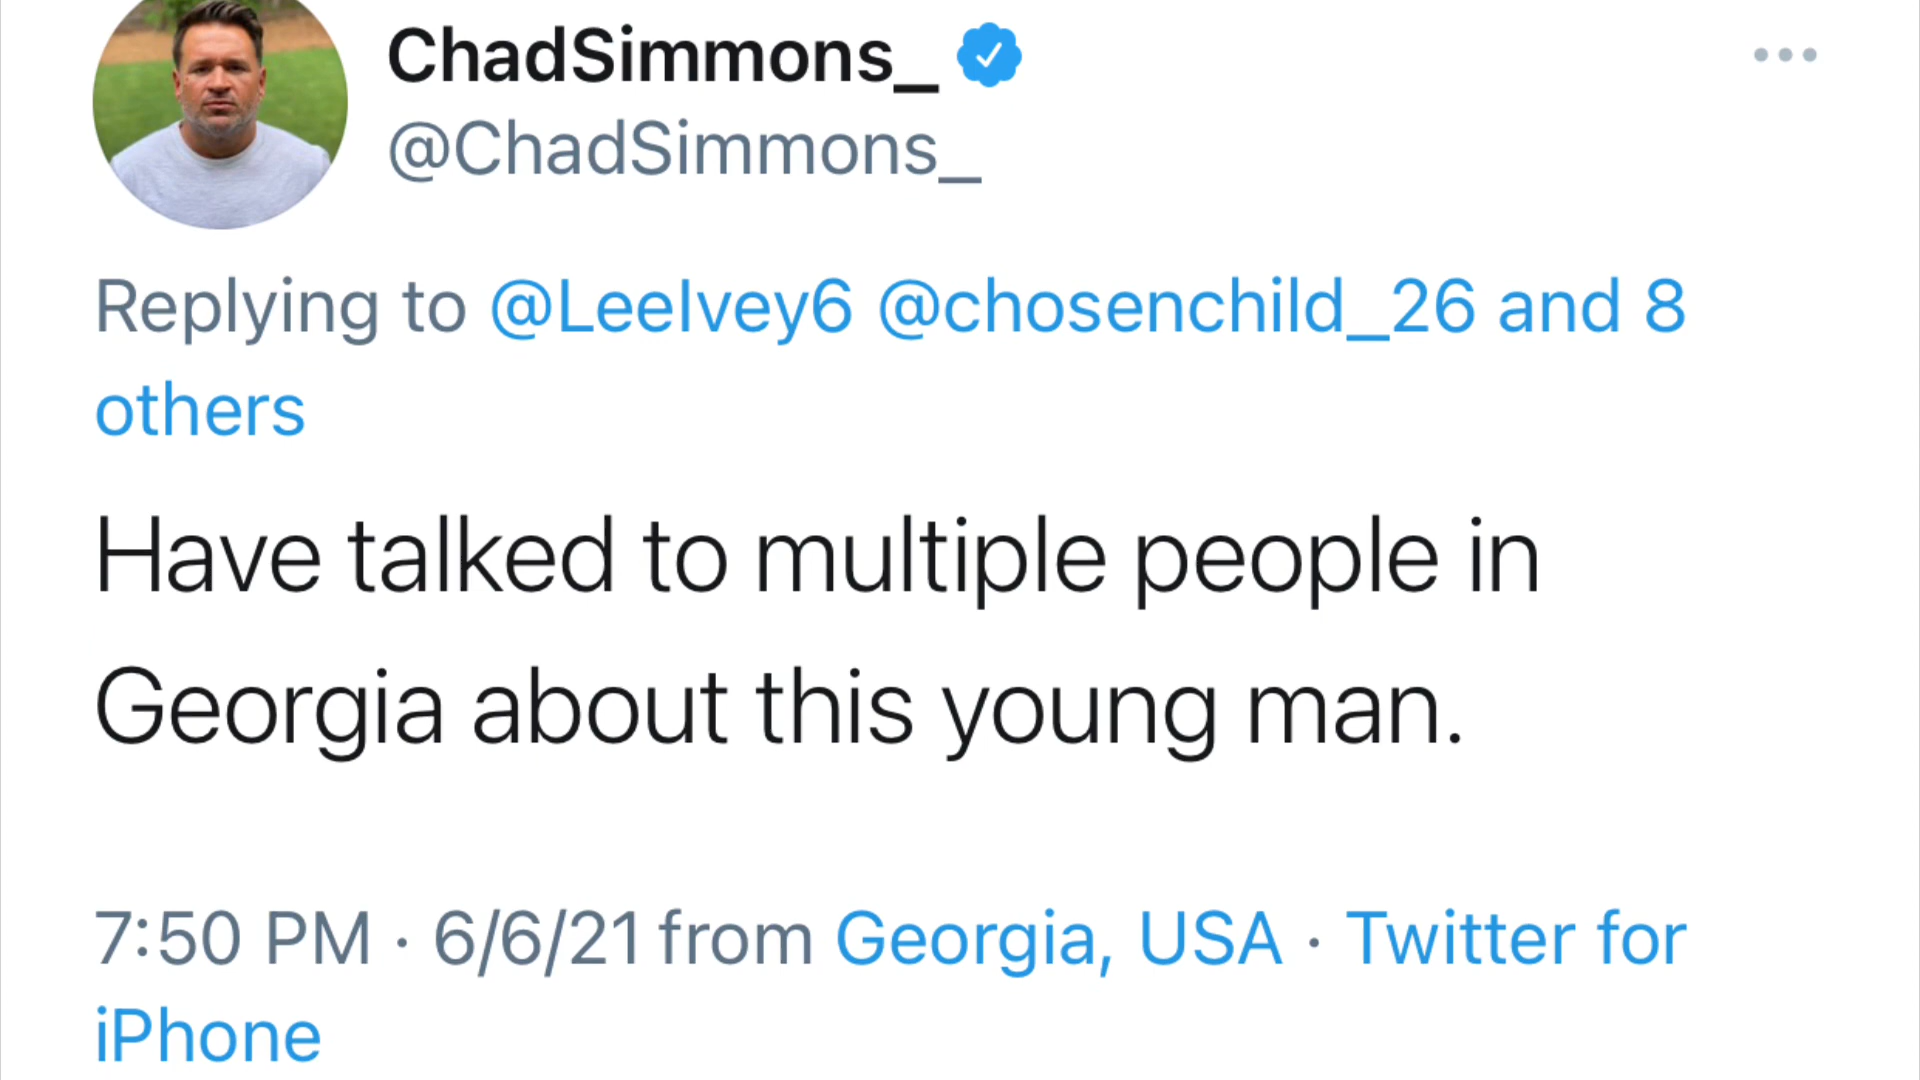 ChadSimmons_
@ChadSimmons_
Replying to @LeeIvey6 @chosenchild_26 and 8
others
Have talked to multiple people in
Georgia about this young man.
7:50 PM · 6/6/21 from Georgia, USA · Twitter for
iPhone